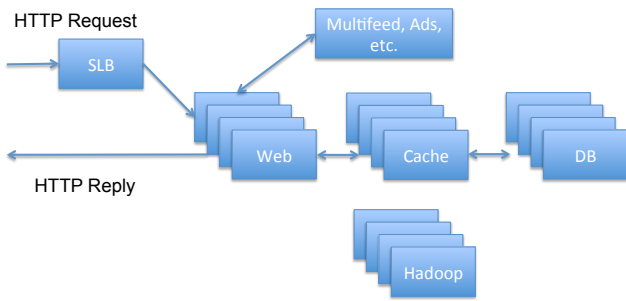 HTTP Request
Multifeed, Ads,
etc.
SLB
Web
Cache
DB
HTTP Reply
Hadoop